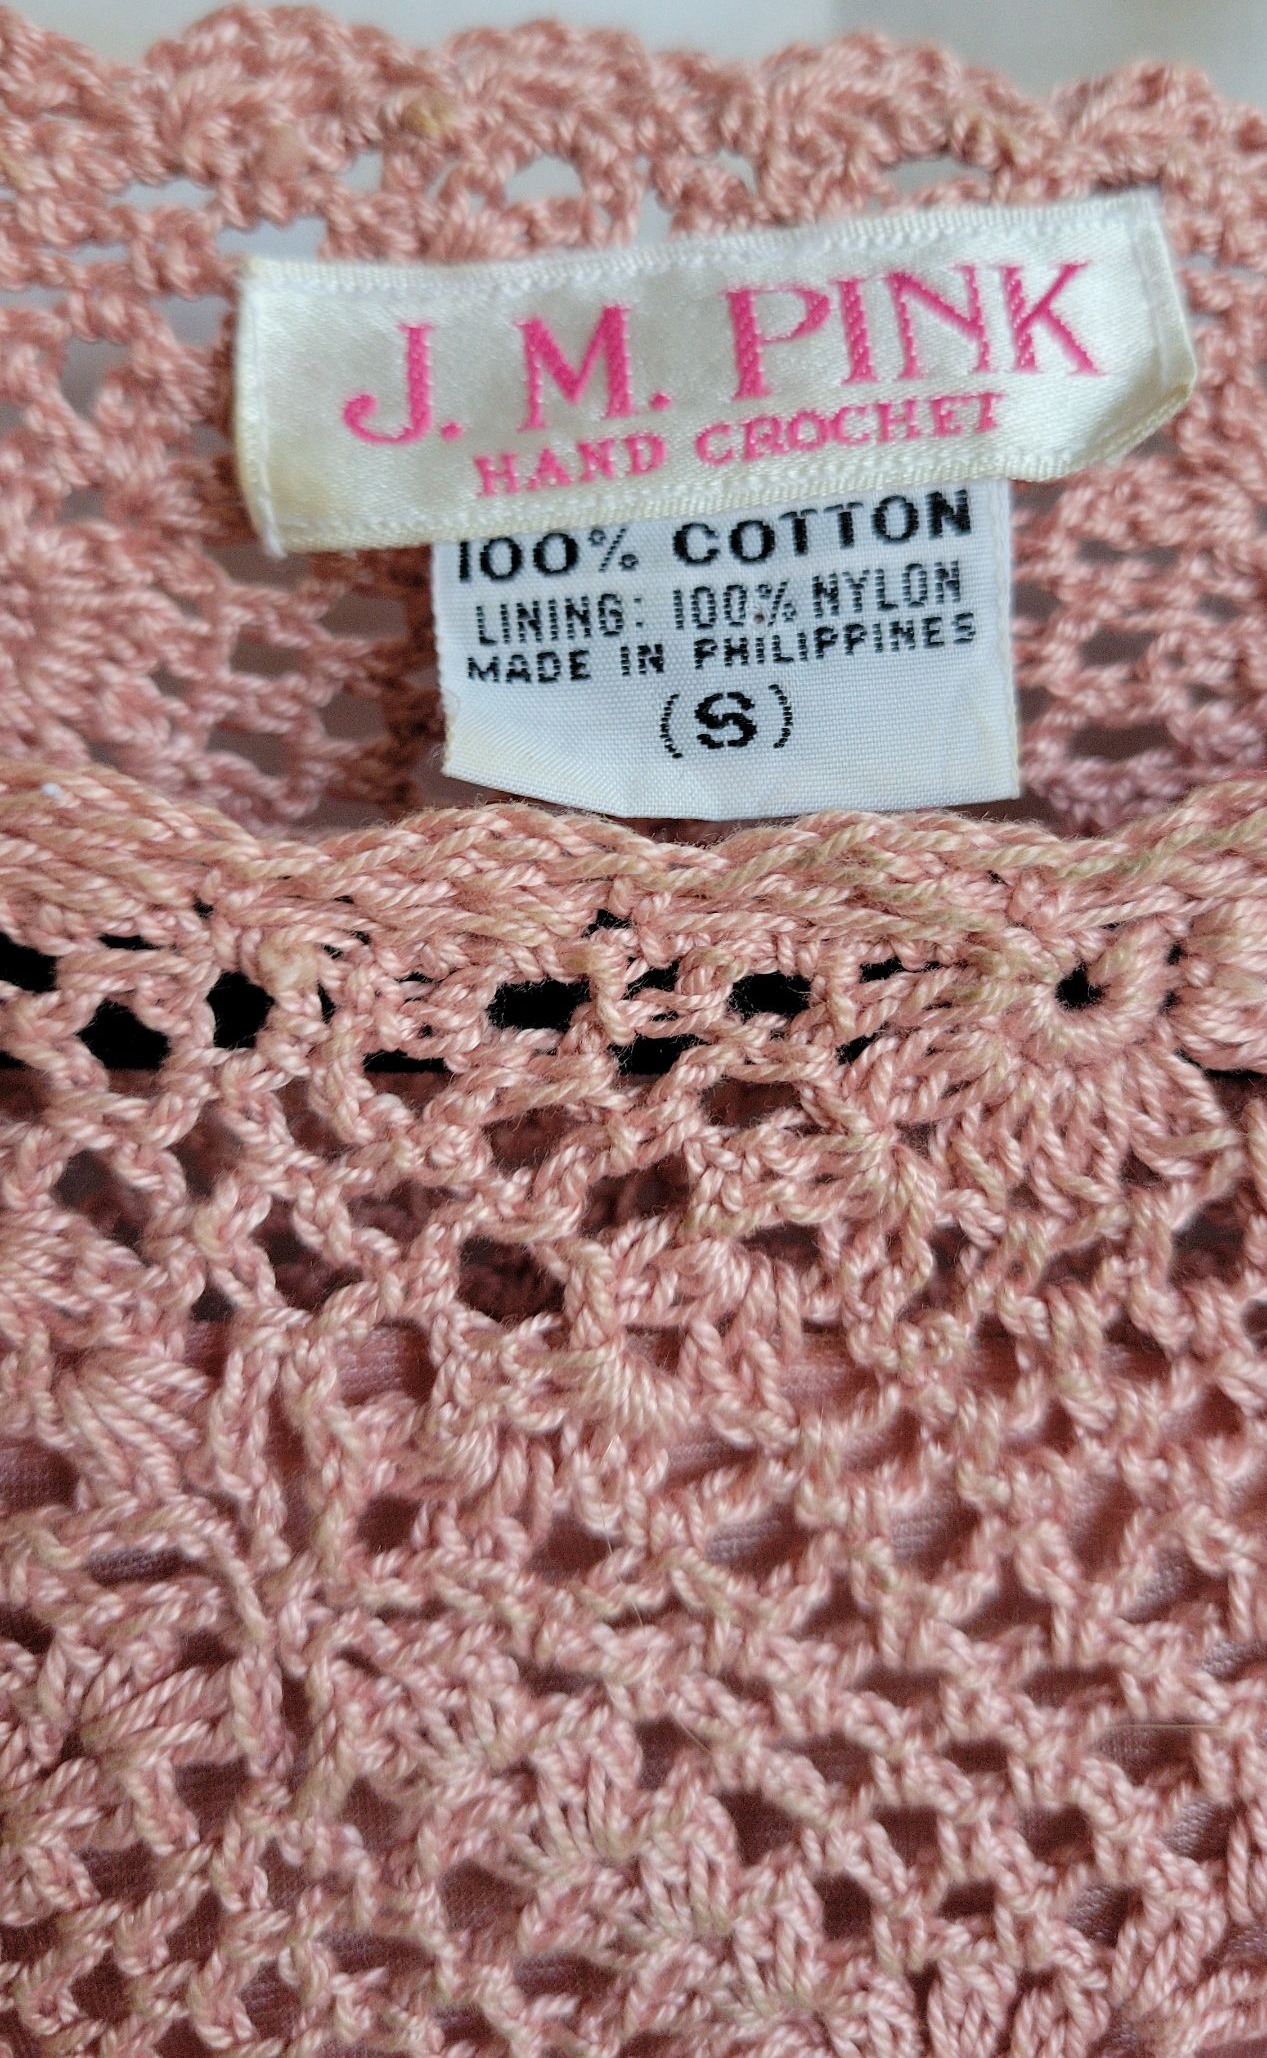 J. M. PINK
HAND CROCHET
100% COTTON
LINING: 100% NYLON
MADE IN PHILIPPINES
(S)